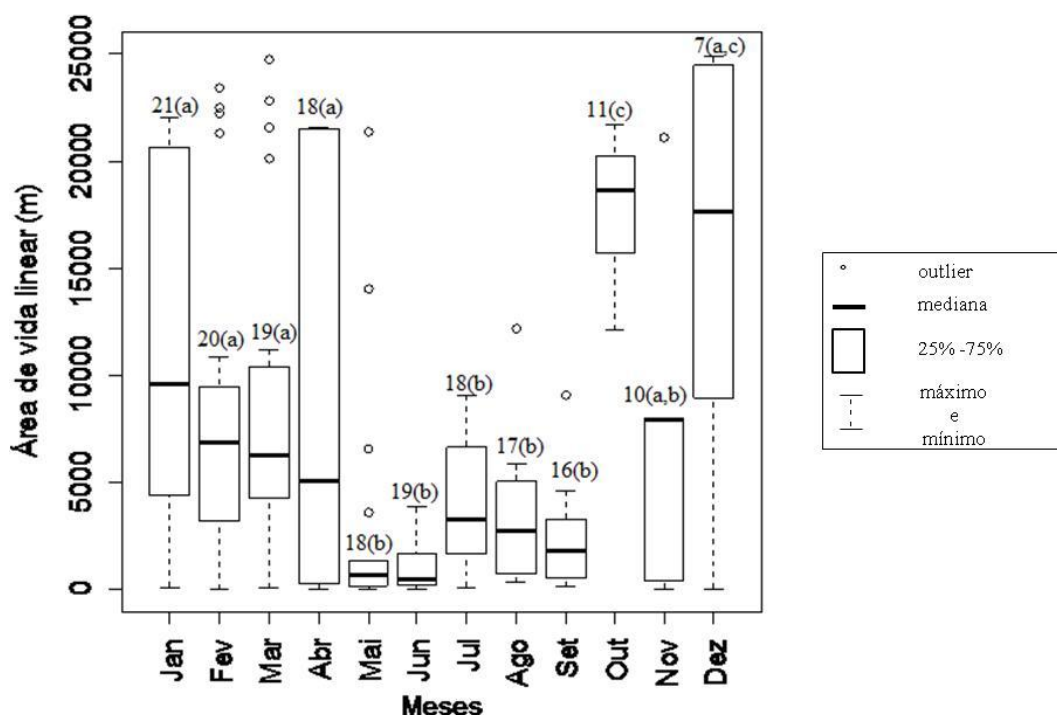 Área de vida linear (m)
25000
20000
15000
10000
5000
0
21(a)
20(a)
19(a)
18(a)
18(b)
19(b)
18(b)
17(b)
16(b)
11(c)
10(a,b)
7(a,c)
Jan
Fev
Mar
Abr
Mai
Jun
Jul
Ago
Set
Out
Nov
Dez
Meses
outlier
mediana
25% -75%
máximo
e
mínimo